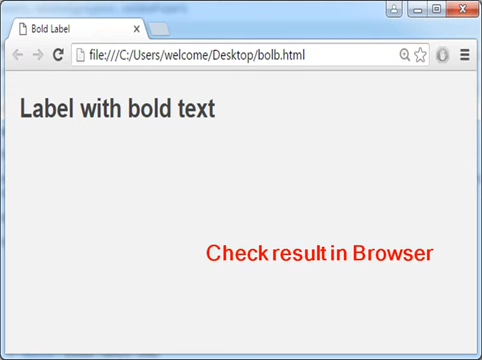 Bold Label
file:///C:/Users/welcome/Desktop/bolb.html
Label with bold text
Check result in Browser